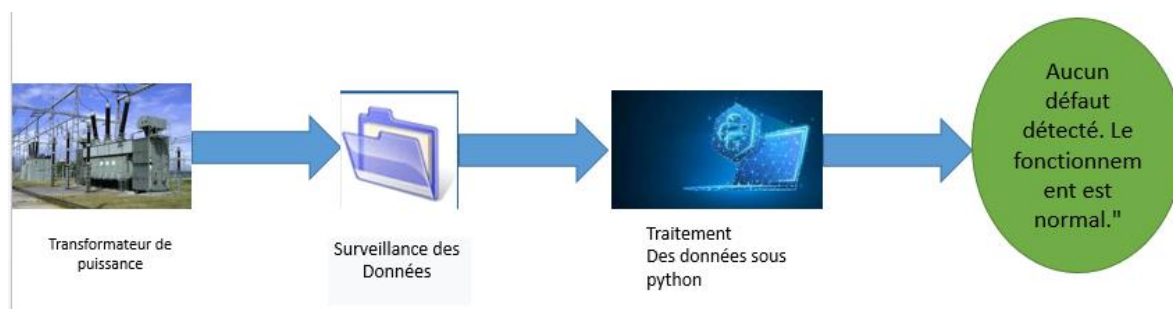 Transformateur de
puissance
Surveillance des
Données
Traitement
Des données sous
python
Aucun
défaut
détecté. Le
fonctionnem
ent est
normal."